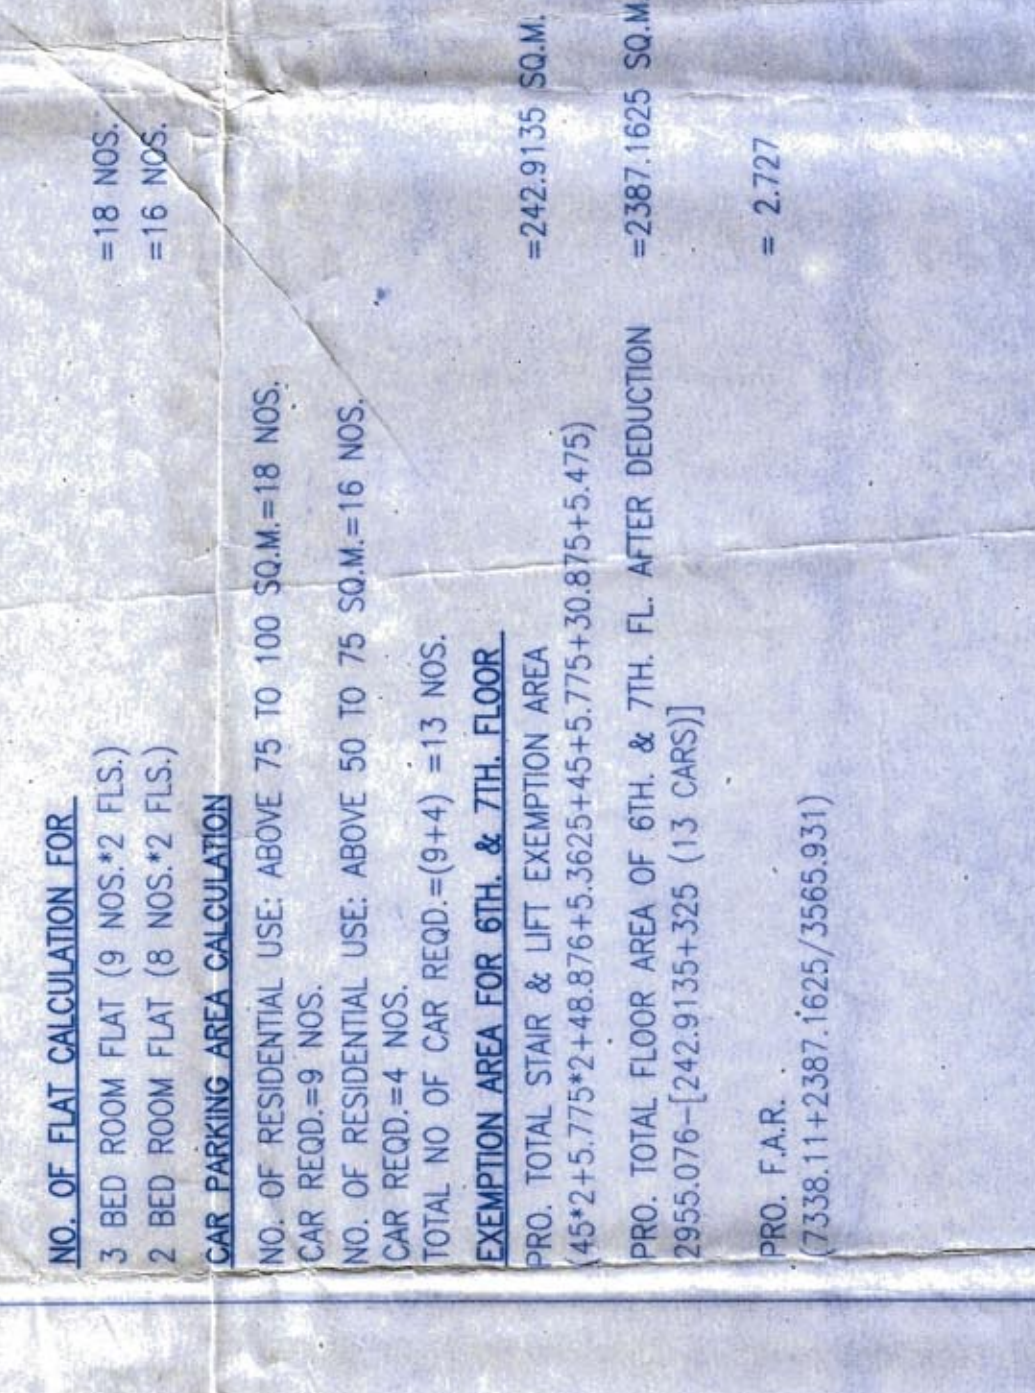 NO. OF FLAT CALCULATION FOR
3 BED ROOM FLAT (9 NOS.*2 FLS.) =18 NOS.
2 BED ROOM FLAT (8 NOS.*2 FLS.) =16 NOS.
CAR PARKING AREA CALCULATION
NO. OF RESIDENTIAL USE: ABOVE 75 TO 100 SQ.M.=18 NOS.
CAR REQD.=9 NOS.
NO. OF RESIDENTIAL USE: ABOVE 50 TO 75 SQ.M.=16 NOS.
CAR REQD.=4 NOS.
TOTAL NO OF CAR REQD.=(9+4) =13 NOS.
EXEMPTION AREA FOR 6TH. & 7TH. FLOOR
PRO. TOTAL STAIR & LIFT EXEMPTION AREA =242.9135 SQ.M.
(45*2+5.775*2+48.876+5.3625+45+5.775+30.875+5.475)
PRO. TOTAL FLOOR AREA OF 6TH. & 7TH. FL. AFTER DEDUCTION =2387.1625 SQ.M
2955.076-[242.9135+325 (13 CARS)]
PRO. F.A.R. = 2.727
(7338.11+2387.1625/3565.931)